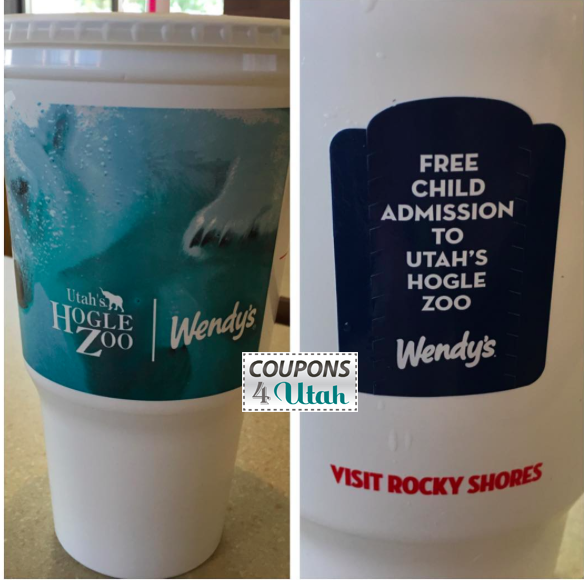 Utah's
HOGLE
ZOO
Wendy's
FREE
CHILD
ADMISSION
TO
UTAH'S
HOGLE
ZOO
Wendy's
COUPONS
4 Utah
VISIT ROCKY SHORES